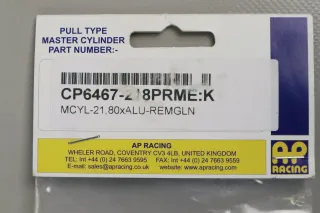 PULL TYPE
MASTER CYLINDER
PART NUMBER:-
CP6467-218PRME:K
MCYL-21.80xALU-REMGLN
AP RACING
WHELER ROAD, COVENTRY CV3 4LB, UNITED KINGDOM
Tel: Int +44 (0) 24 7663 9595 Fax: Int +44 (0) 24 7663 9559
E-mail: sales@apracing.co.uk website: www.apracing.com
AP
RACING